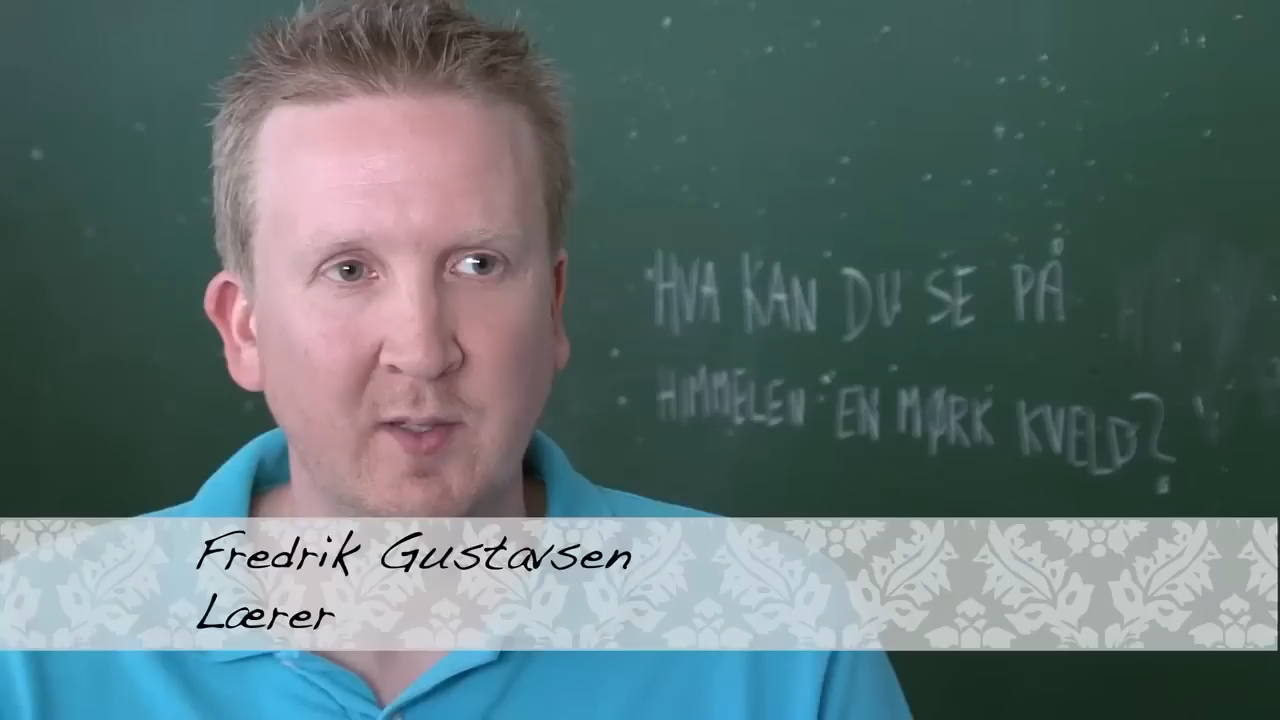 HVA KAN DU SE PÅ
HIMMELEN EN MØRK KVELD?
Fredrik Gustavsen
Lærer